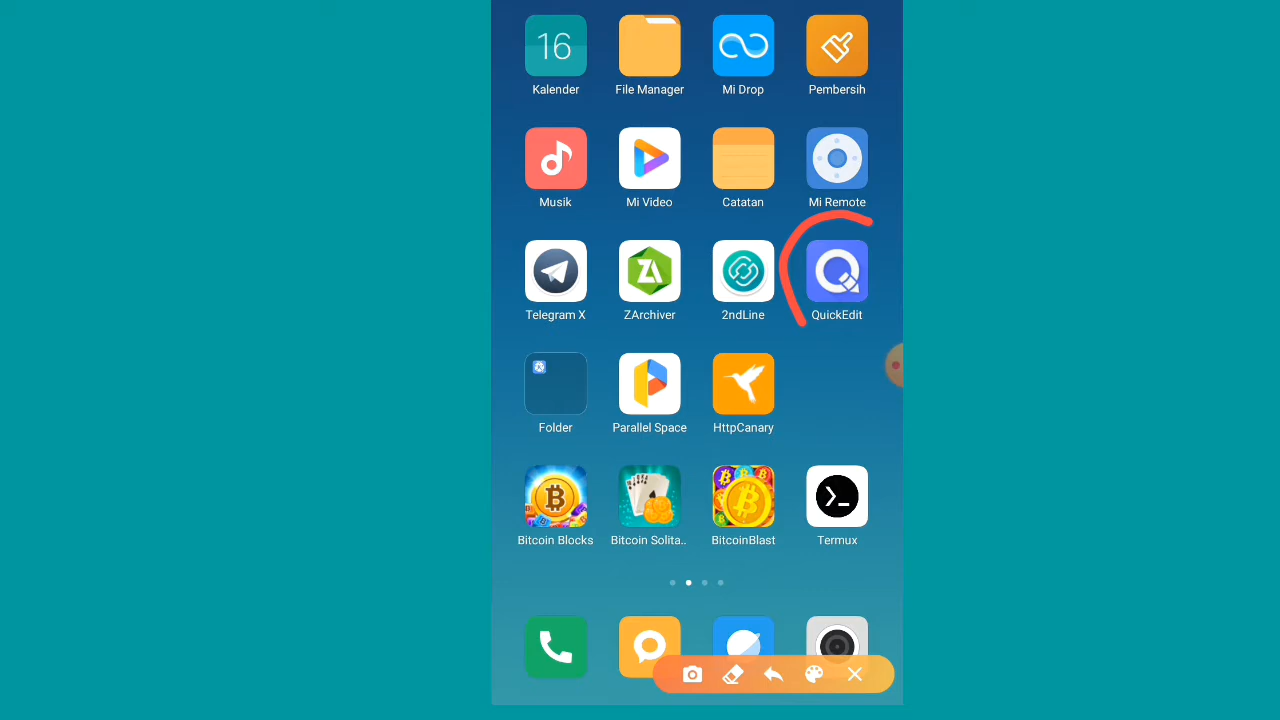 16
Kalender
File Manager
Mi Drop
Pembersih
Musik
Mi Video
Catatan
Mi Remote
Telegram X
ZArchiver
2ndLine
QuickEdit
Folder
Parallel Space
HttpCanary
Bitcoin Blocks
Bitcoin Solita..
BitcoinBlast
Termux